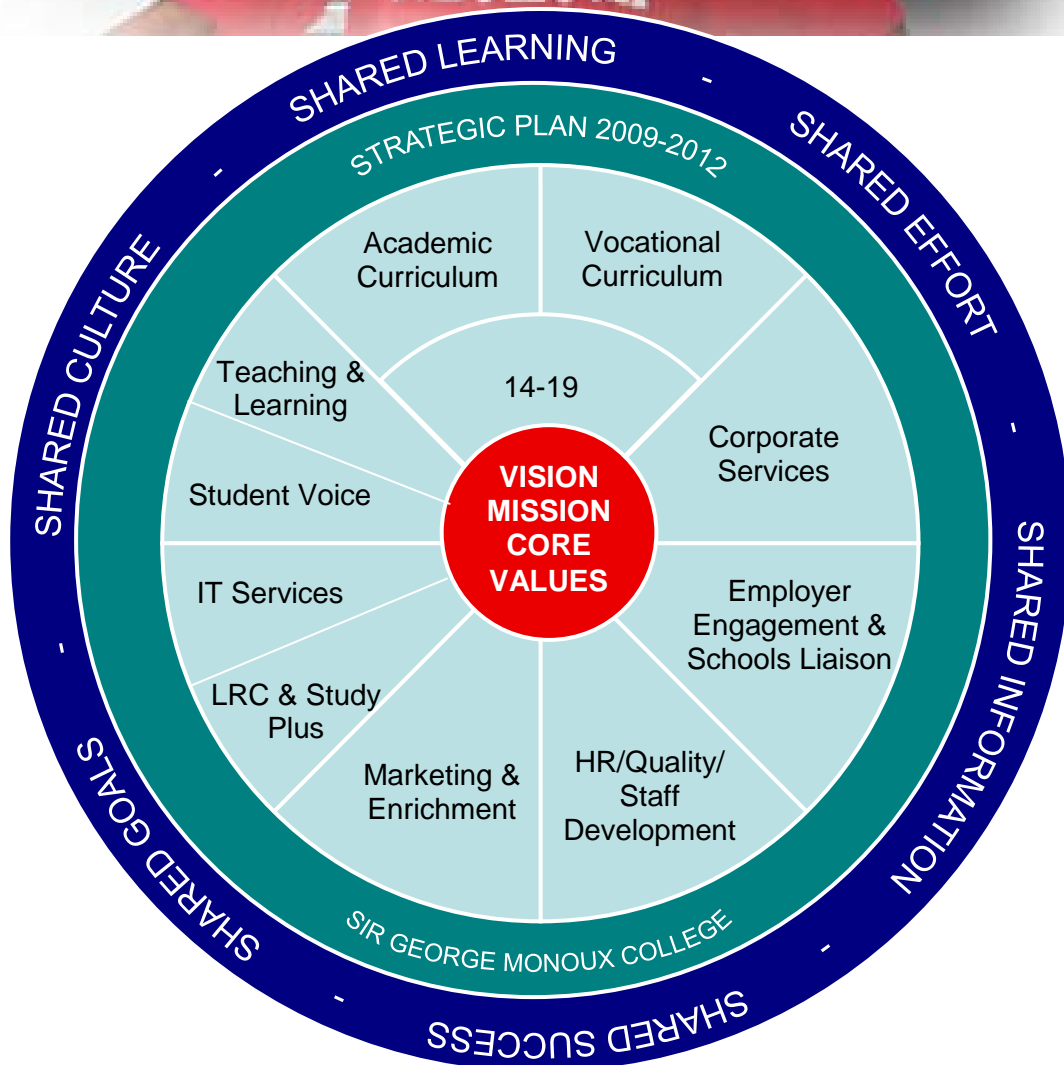 SHARED LEARNING - SHARED EFFORT - SHARED INFORMATION - SHARED SUCCESS - SHARED GOALS - SHARED CULTURE -
STRATEGIC PLAN 2009-2012
Academic
Curriculum
Vocational
Curriculum
14-19
Teaching &
Learning
Student Voice
Corporate
Services
VISION
MISSION
CORE
VALUES
IT Services
LRC & Study
Plus
Employer
Engagement &
Schools Liaison
Marketing &
Enrichment
HR/Quality/
Staff
Development
SIR GEORGE MONOUX COLLEGE